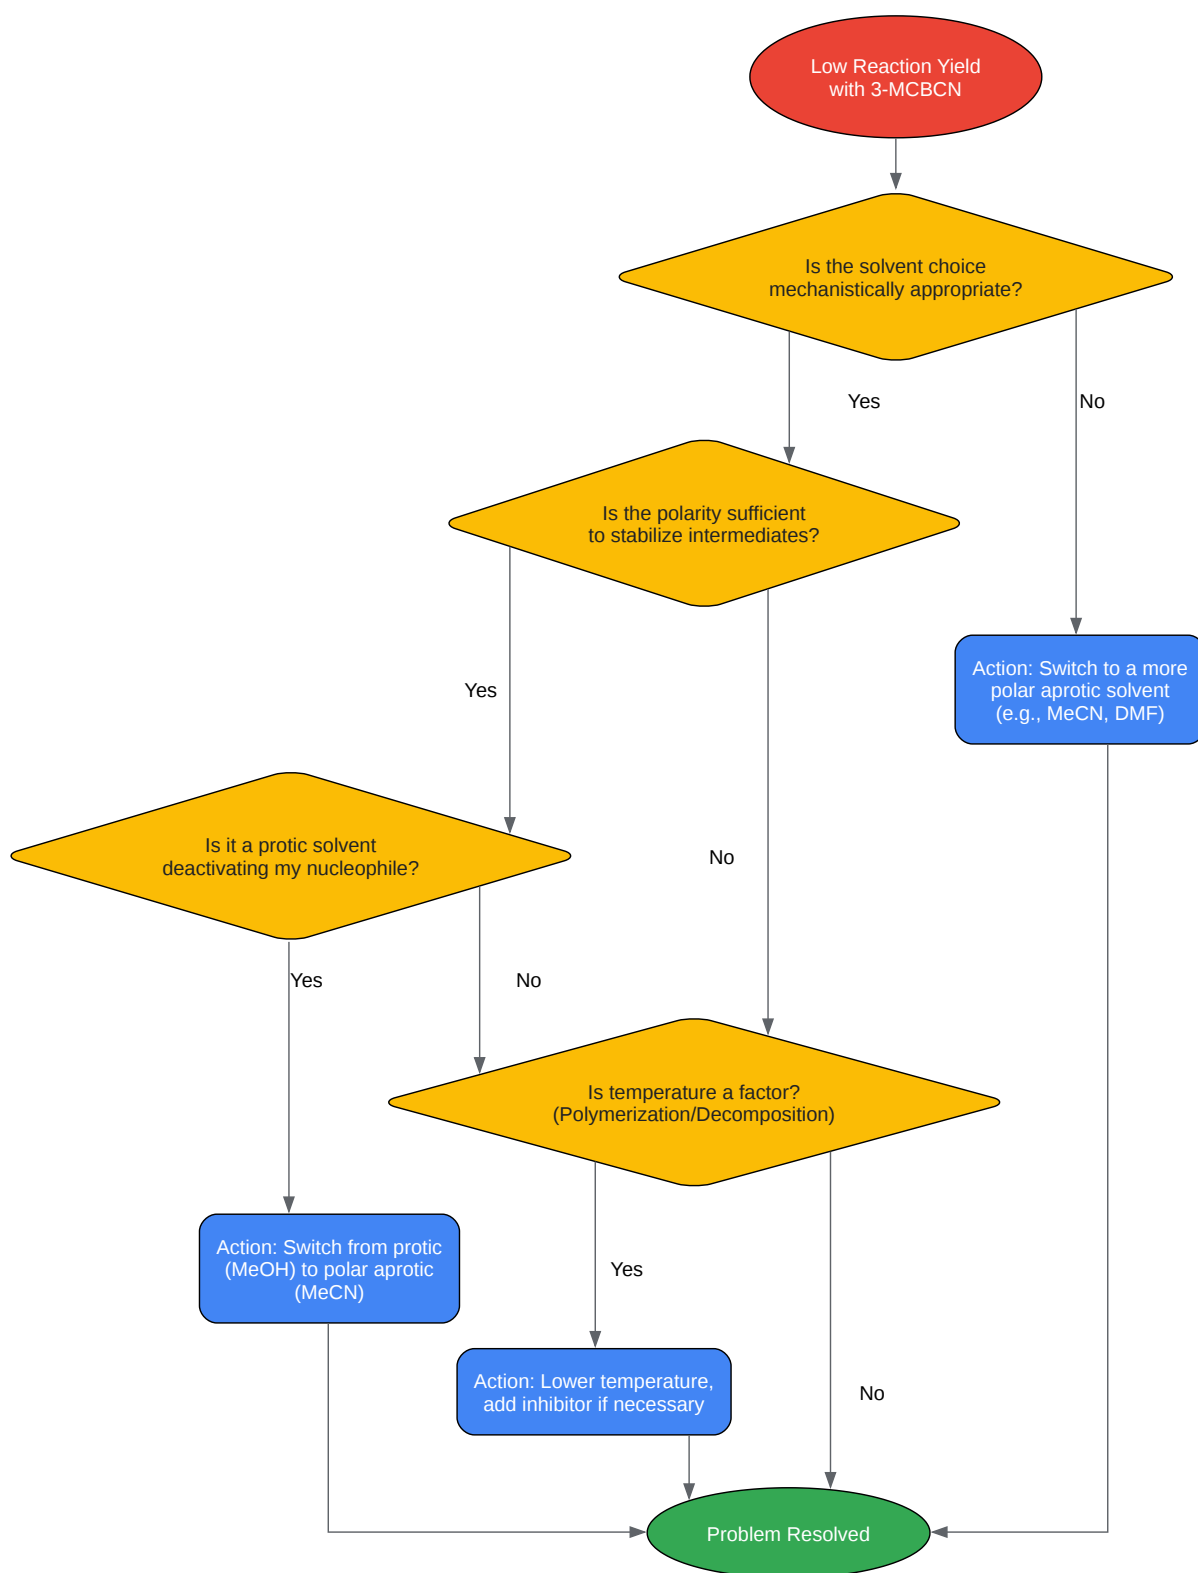 Low Reaction Yield
with 3-MCBCN
Is the solvent choice
mechanistically appropriate?
Yes
No
Is the polarity sufficient
to stabilize intermediates?
Action: Switch to a more
polar aprotic solvent
(e.g., MeCN, DMF)
Yes
Is it a protic solvent
deactivating my nucleophile?
No
Yes
No
Is temperature a factor?
(Polymerization/Decomposition)
Action: Switch from protic
(MeOH) to polar aprotic
(MeCN)
Yes
Action: Lower temperature,
add inhibitor if necessary
No
Problem Resolved